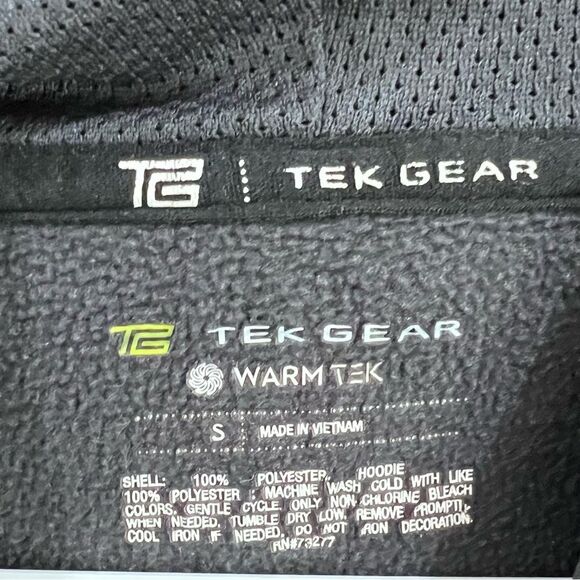 TG TEK GEAR
TG TEK GEAR
WARMTEK
S MADE IN VIETNAM
SHELL: 100% POLYESTER, HOODIE
100% POLYESTER : MACHINE WASH COLD WITH LIKE
COLORS, GENTLE CYCLE, ONLY NON-CHLORINE BLEACH
WHEN NEEDED, TUMBLE DRY LOW, REMOVE PROMPTLY,
COOL IRON IF NEEDED, DO NOT IRON DECORATION.
RN#73277